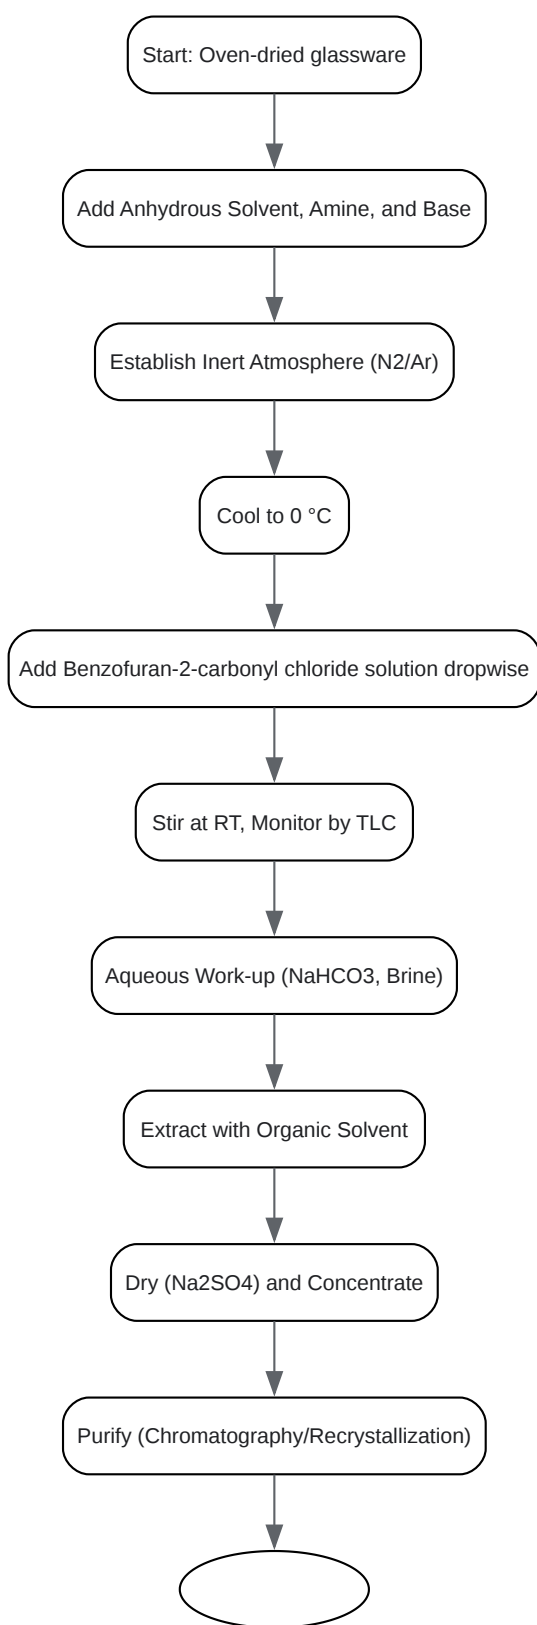 Start: Oven-dried glassware
Add Anhydrous Solvent, Amine, and Base
Establish Inert Atmosphere (N2/Ar)
Cool to 0 °C
Add Benzofuran-2-carbonyl chloride solution dropwise
Stir at RT, Monitor by TLC
Aqueous Work-up (NaHCO3, Brine)
Extract with Organic Solvent
Dry (Na2SO4) and Concentrate
Purify (Chromatography/Recrystallization)